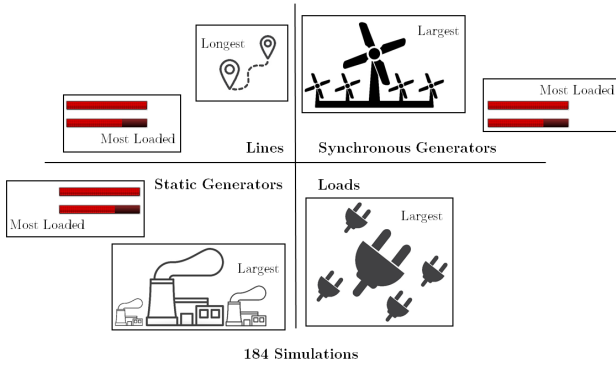 Longest
Largest
Most Loaded
Most Loaded
Lines
Synchronous Generators
Static Generators
Loads
Most Loaded
Largest
Largest
184 Simulations